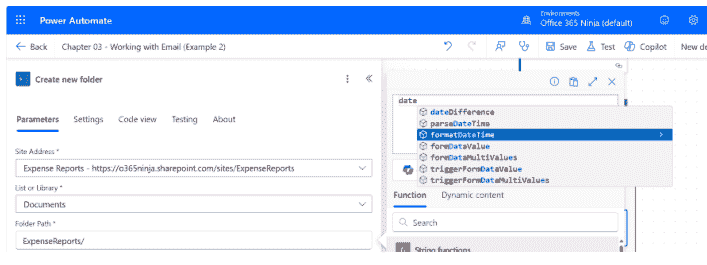 Power Automate
Environments
Office 365 Ninja (default)
Back
Chapter 03 - Working with Email (Example 2)
Save
Test
Copilot
New de
Create new folder
Parameters
Settings
Code view
Testing
About
Site Address *
Expense Reports - https://o365ninja.sharepoint.com/sites/ExpenseReports
List or Library *
Documents
Folder Path *
ExpenseReports/
date
dateDifference
parseDateTime
formatDateTime
formDataValue
formDataMultiValues
triggerFormDataValue
triggerFormDataMultiValues
Function
Dynamic content
Search
String functions